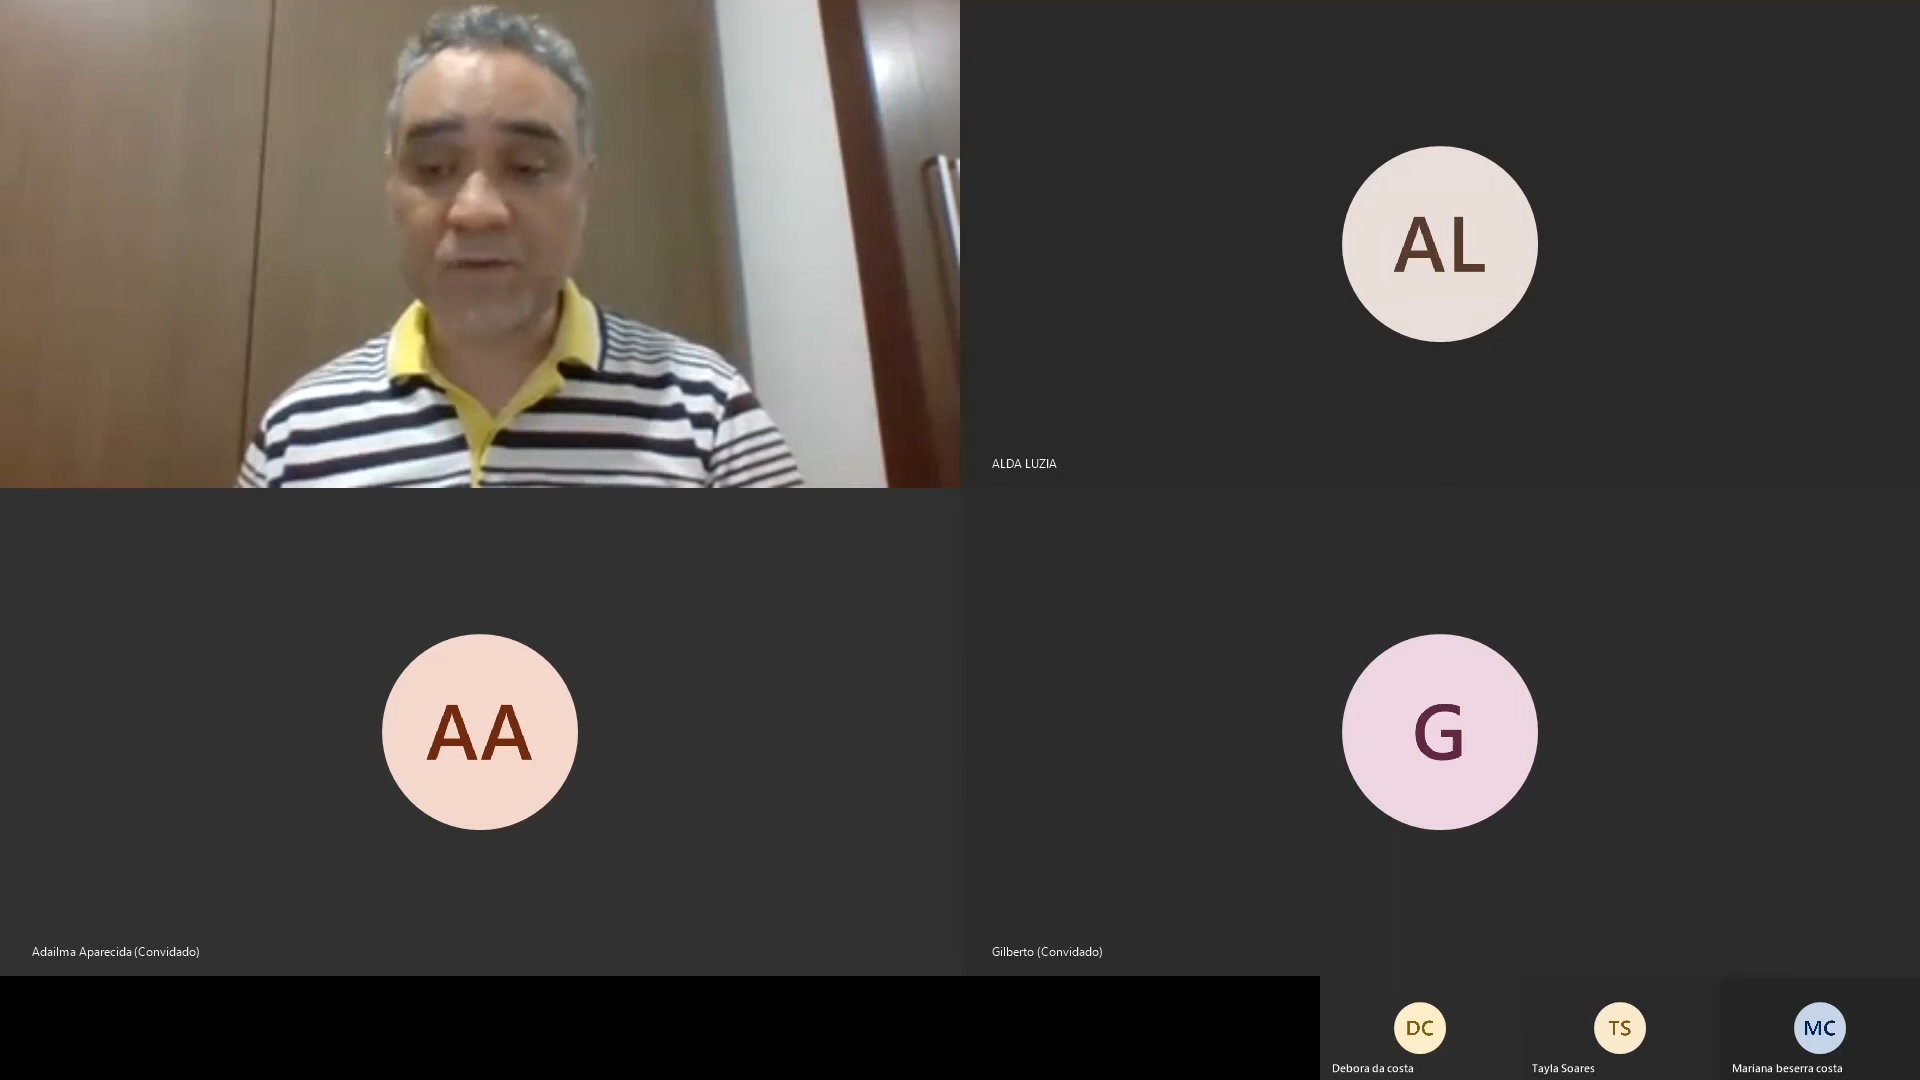 AL
ALDA LUZIA
AA
Adailma Aparecida (Convidado)
G
Gilberto (Convidado)
DC
Debora da costa
TS
Tayla Soares
MC
Mariana beserra costa